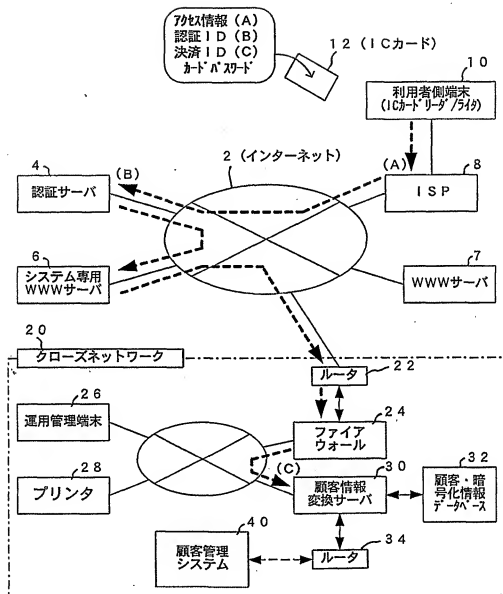 アクセス情報(A)
認証ID(B)
決済ID(C)
カードパスワード
12(ICカード)
10
利用者側端末
(ICカードリーダ/ライタ)
2(インターネット)
(A)
8
ISP
4
認証サーバ
(B)
6
システム専用
WWWサーバ
7
WWWサーバ
20
クローズネットワーク
22
ルータ
26
運用管理端末
24
ファイア
ウォール
28
プリンタ
(C)
30
顧客情報
変換サーバ
32
顧客・暗
号化情報
データベース
40
顧客管理
システム
34
ルータ